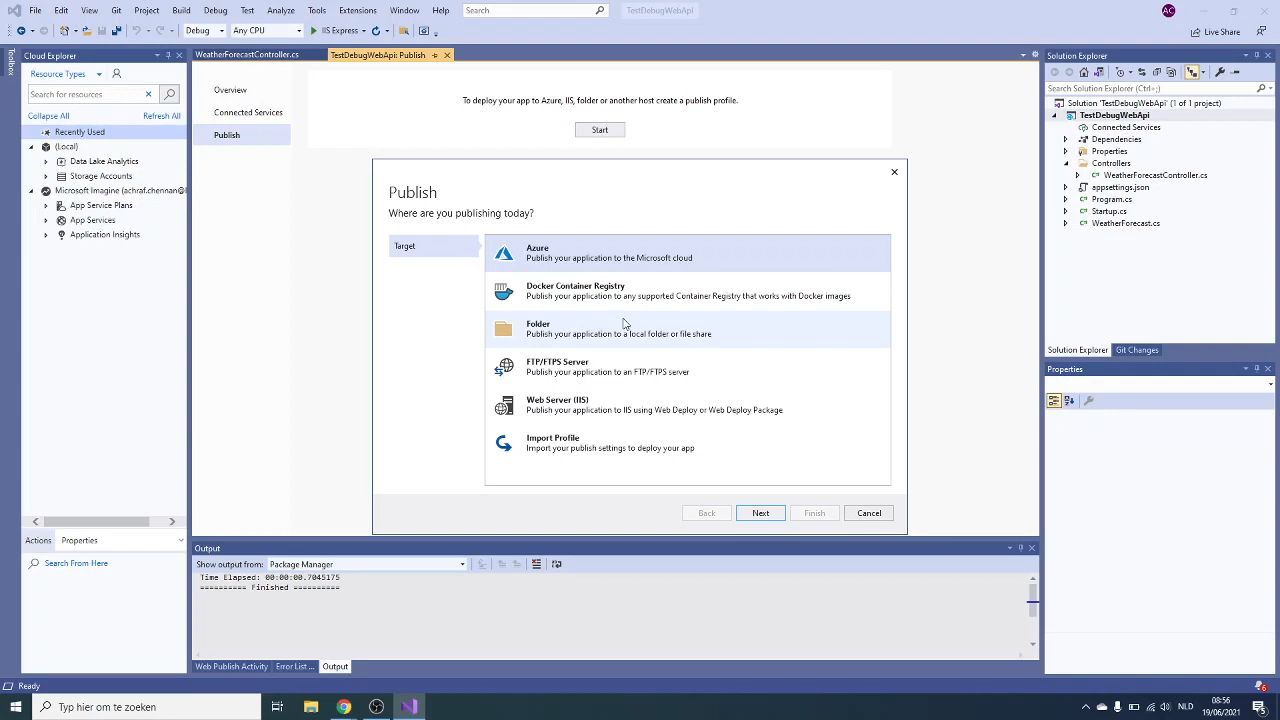 File Edit View Git Project Build Debug Test Analyze Tools Extensions Window Help Search TestDebugWebApi AC
Debug Any CPU IIS Express Live Share
Toolbox
Cloud Explorer
Resource Types
Search for resources
Collapse All Refresh All
Recently Used
(Local)
Data Lake Analytics
Storage Accounts
Microsoft Imagine (achraf.chennan@
App Service Plans
App Services
Application Insights
Actions Properties
Search From Here
WeatherForecastController.cs TestDebugWebApi: Publish
Overview
Connected Services
Publish
To deploy your app to Azure, IIS, folder or another host create a publish profile.
Start
Publish
Where are you publishing today?
Target
Azure
Publish your application to the Microsoft cloud
Docker Container Registry
Publish your application to any supported Container Registry that works with Docker images
Folder
Publish your application to a local folder or file share
FTP/FTPS Server
Publish your application to an FTP/FTPS server
Web Server (IIS)
Publish your application to IIS using Web Deploy or Web Deploy Package
Import Profile
Import your publish settings to deploy your app
Back Next Finish Cancel
Output
Show output from: Package Manager
Time Elapsed: 00:00:00.7045175
========== Finished ==========
Web Publish Activity Error List ... Output
Solution Explorer
Search Solution Explorer (Ctrl+;)
Solution 'TestDebugWebApi' (1 of 1 project)
TestDebugWebApi
Connected Services
Dependencies
Properties
Controllers
WeatherForecastController.cs
appsettings.json
Program.cs
Startup.cs
WeatherForecast.cs
Solution Explorer Git Changes
Properties
Ready 6
Typ hier om te zoeken NLD 08:56
19/06/2021 5